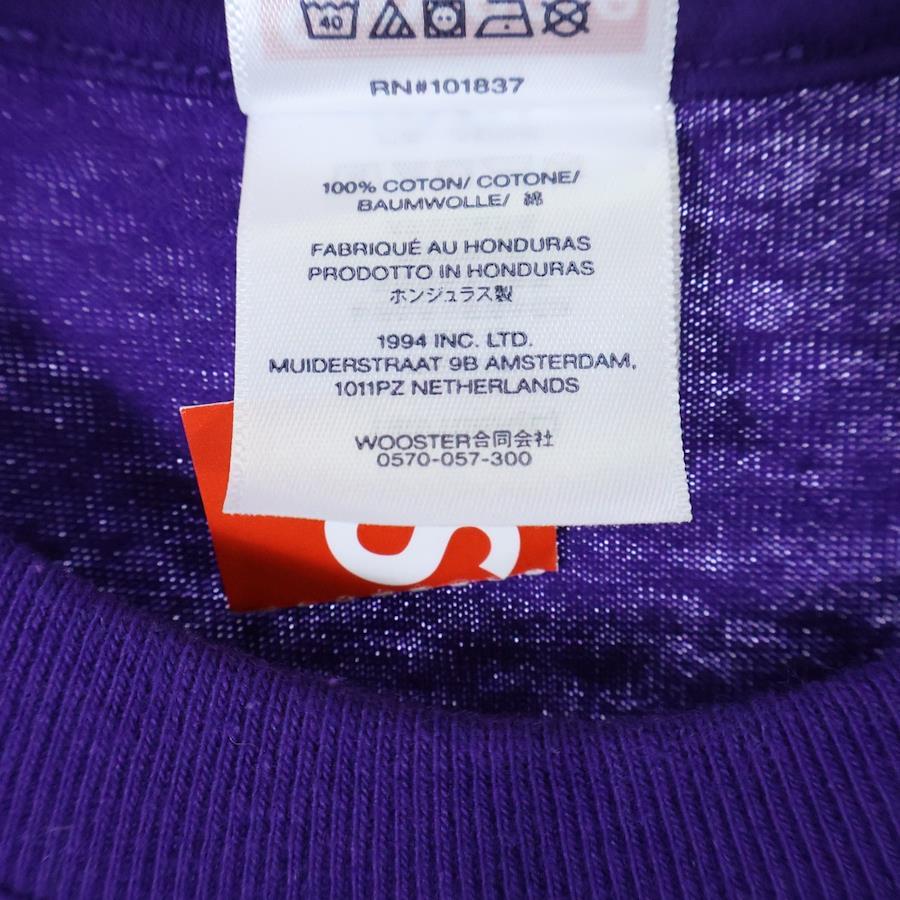 40
RN#101837
100% COTON/ COTONE/
BAUMWOLLE/ 綿
FABRIQUÉ AU HONDURAS
PRODOTTO IN HONDURAS
ホンジュラス製
1994 INC. LTD.
MUIDERSTRAAT 9B AMSTERDAM,
1011PZ NETHERLANDS
WOOSTER合同会社
0570-057-300
S